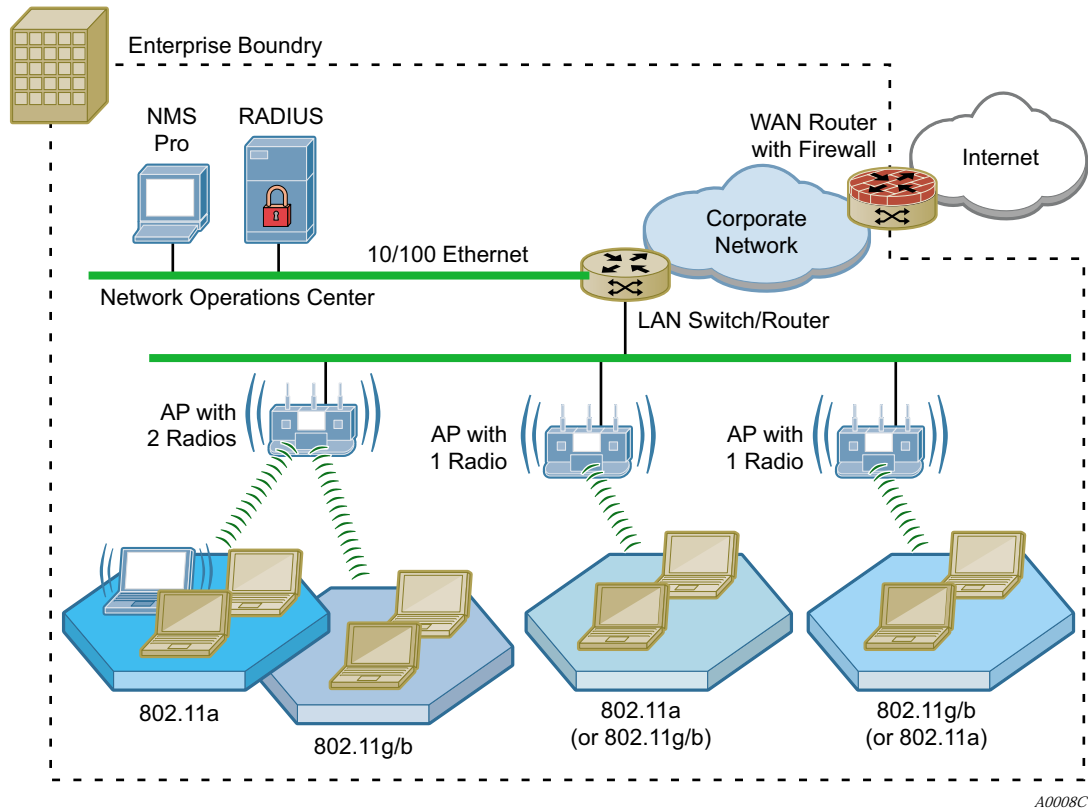 Enterprise Boundry
NMS
Pro
RADIUS
WAN Router
with Firewall
Internet
Corporate
Network
10/100 Ethernet
Network Operations Center
LAN Switch/Router
AP with
2 Radios
AP with
1 Radio
AP with
1 Radio
802.11a
802.11g/b
802.11a
(or 802.11g/b)
802.11g/b
(or 802.11a)
A0008C